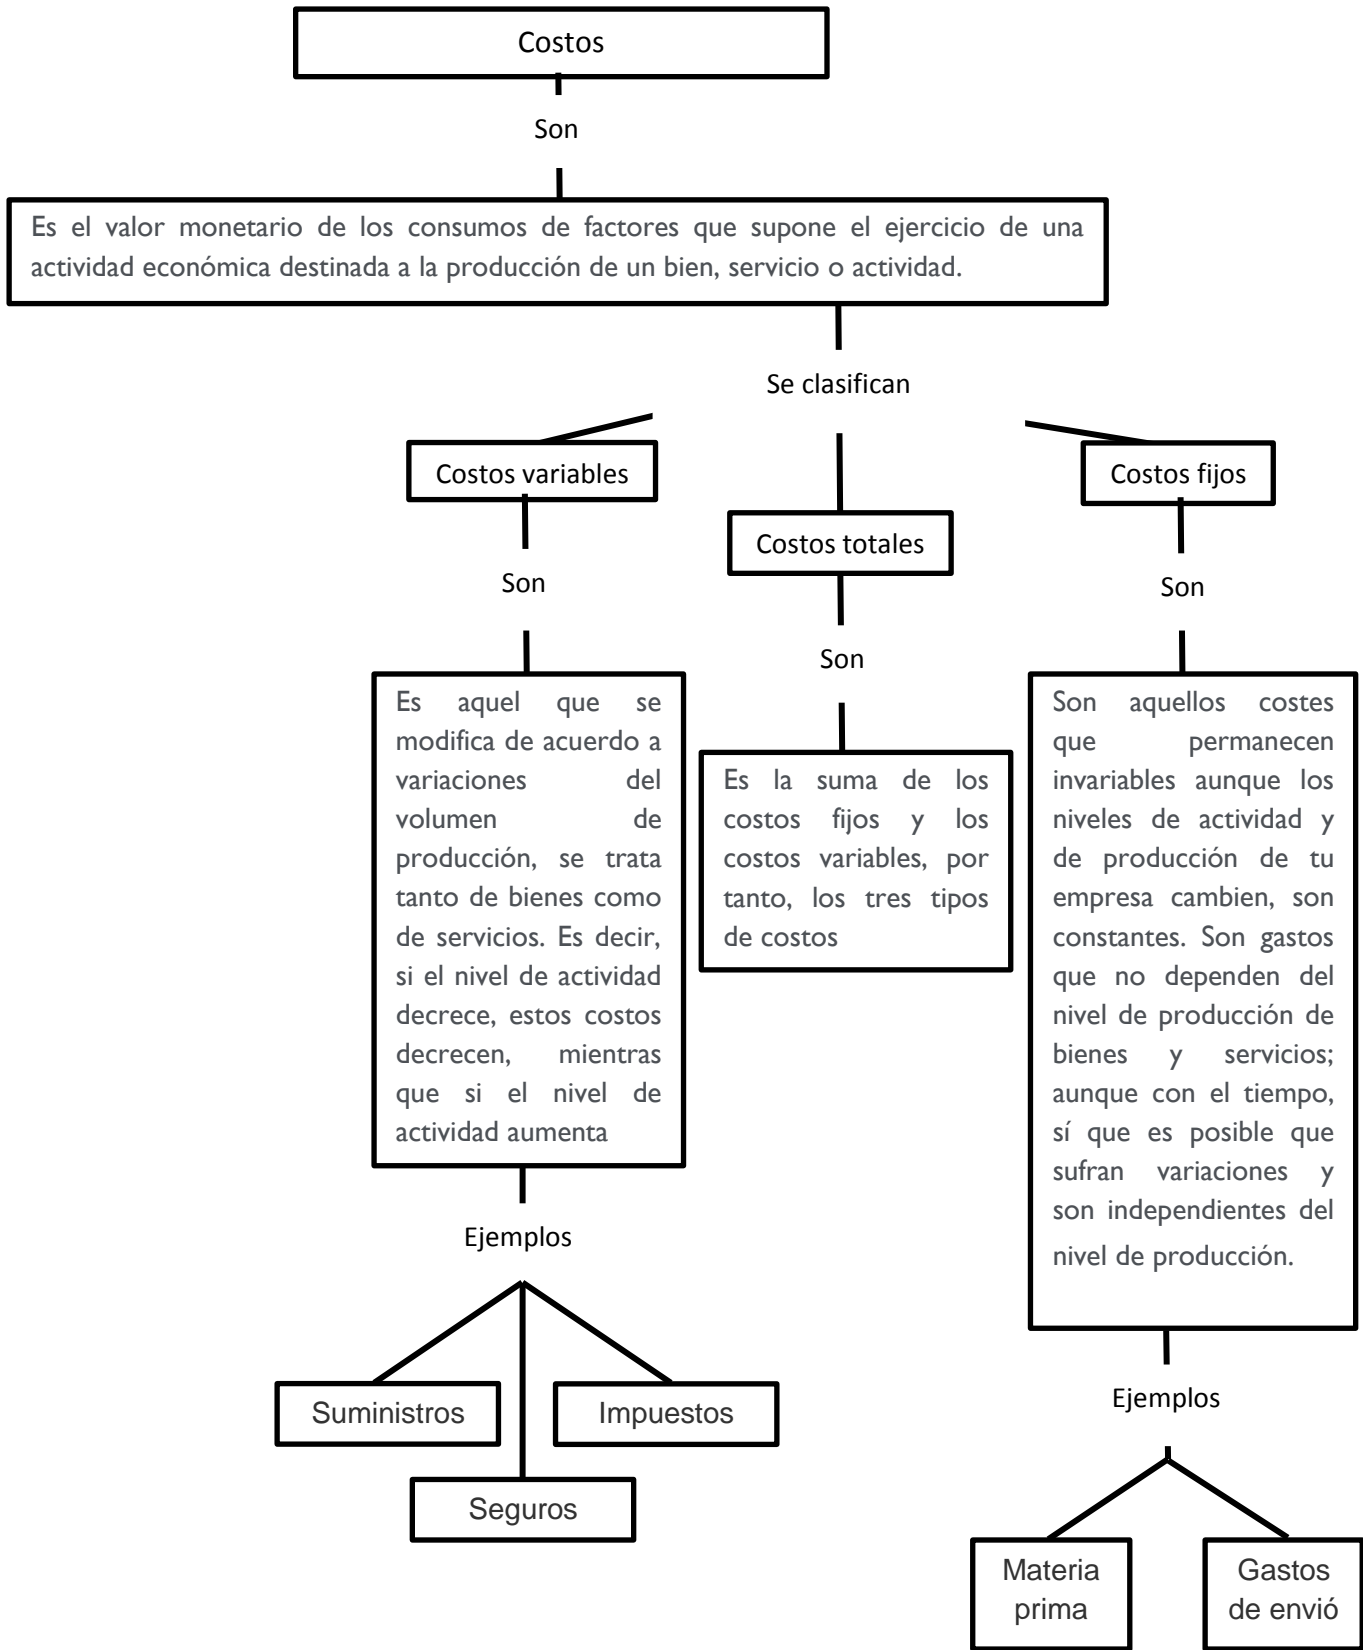 Costos
Son
Es el valor monetario de los consumos de factores que supone el ejercicio de una
actividad económica destinada a la producción de un bien, servicio o actividad.
Se clasifican
Costos variables
Son
Es aquel que se
modifica de acuerdo a
variaciones del
volumen de
producción, se trata
tanto de bienes como
de servicios. Es decir,
si el nivel de actividad
decrece, estos costos
decrecen, mientras
que si el nivel de
actividad aumenta
Ejemplos
Suministros
Impuestos
Seguros
Costos totales
Son
Es la suma de los
costos fijos y los
costos variables, por
tanto, los tres tipos
de costos
Costos fijos
Son
Son aquellos costes
que permanecen
invariables aunque los
niveles de actividad y
de producción de tu
empresa cambien, son
constantes. Son gastos
que no dependen del
nivel de producción de
bienes y servicios;
aunque con el tiempo,
sí que es posible que
sufran variaciones y
son independientes del
nivel de producción.
Ejemplos
Materia
prima
Gastos
de envió